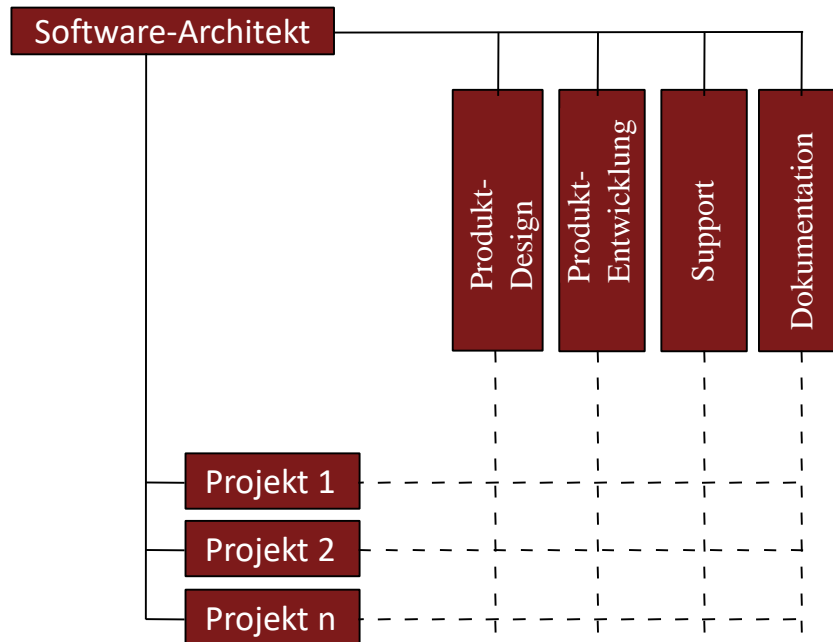 Software-Architekt
Produkt-
Design
Produkt-
Entwicklung
Support
Dokumentation
Projekt 1
Projekt 2
Projekt n